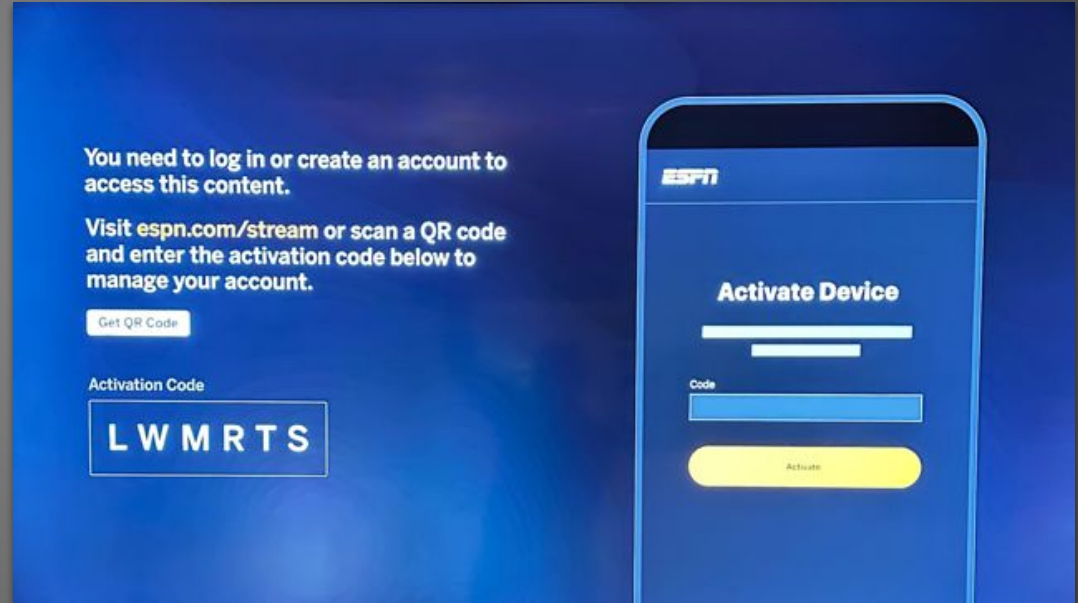 You need to log in or create an account to
access this content.
Visit espn.com/stream or scan a QR code
and enter the activation code below to
manage your account.
Get QR Code
Activation Code
LWMRTS
ESPN
Activate Device
Code
Activate